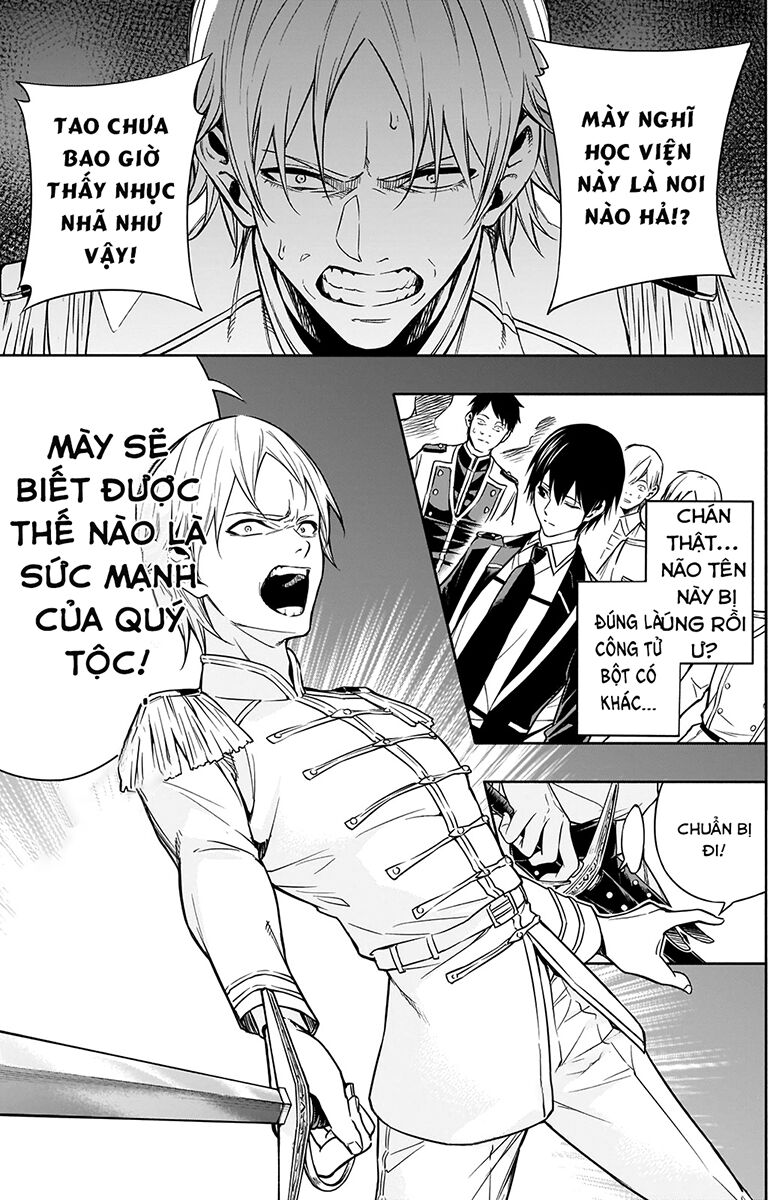 MÀY NGHĨ
HỌC VIỆN
NÀY LÀ NƠI
NÀO HẢ!?
TAO CHƯA
BAO GIỜ
THẤY NHỤC
NHÃ NHƯ
VẬY!
CHÁN
THẬT...
NÃO TÊN
NÀY BỊ
ÚNG RỒI
Ư?
ĐÚNG LÀ
CÔNG TỬ
BỘT CÓ
KHÁC...
CHUẨN BỊ
ĐI!
MÀY SẼ
BIẾT ĐƯỢC
THẾ NÀO LÀ
SỨC MẠNH
CỦA QUÝ
TỘC!